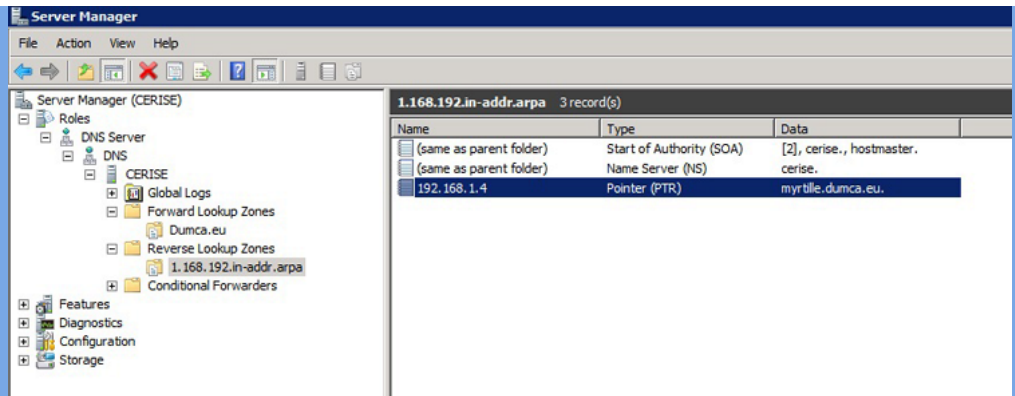 Server Manager
File Action View Help
Server Manager (CERISE)
Roles
DNS Server
DNS
CERISE
Global Logs
Forward Lookup Zones
Dumca.eu
Reverse Lookup Zones
1.168.192.in-addr.arpa
Conditional Forwarders
Features
Diagnostics
Configuration
Storage
1.168.192.in-addr.arpa 3 record(s)
Name Type Data
(same as parent folder) Start of Authority (SOA) [2], cerise., hostmaster.
(same as parent folder) Name Server (NS) cerise.
192.168.1.4 Pointer (PTR) myrtille.dumca.eu.